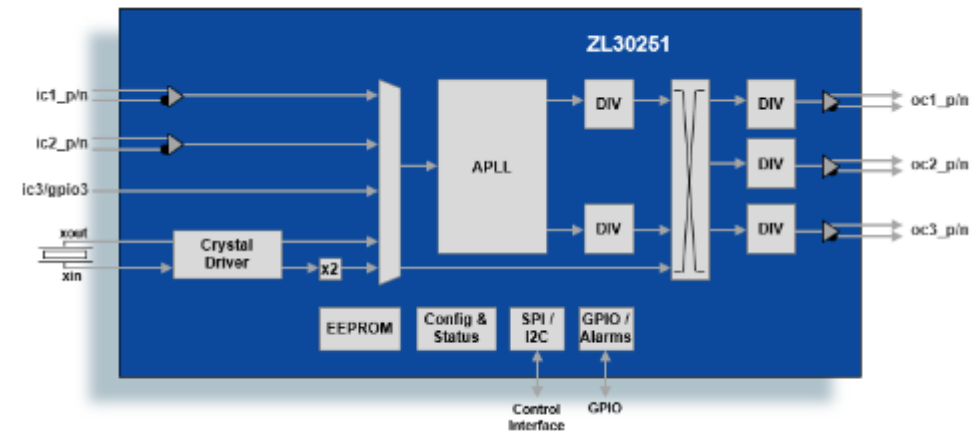 ZL30251
ic1_p/n
ic2_p/n
ic3/gpio3
xout
xin
Crystal
Driver
x2
APLL
DIV
DIV
DIV
DIV
DIV
oc1_p/n
oc2_p/n
oc3_p/n
EEPROM
Config &
Status
SPI /
I2C
GPIO /
Alarms
Control
Interface
GPIO